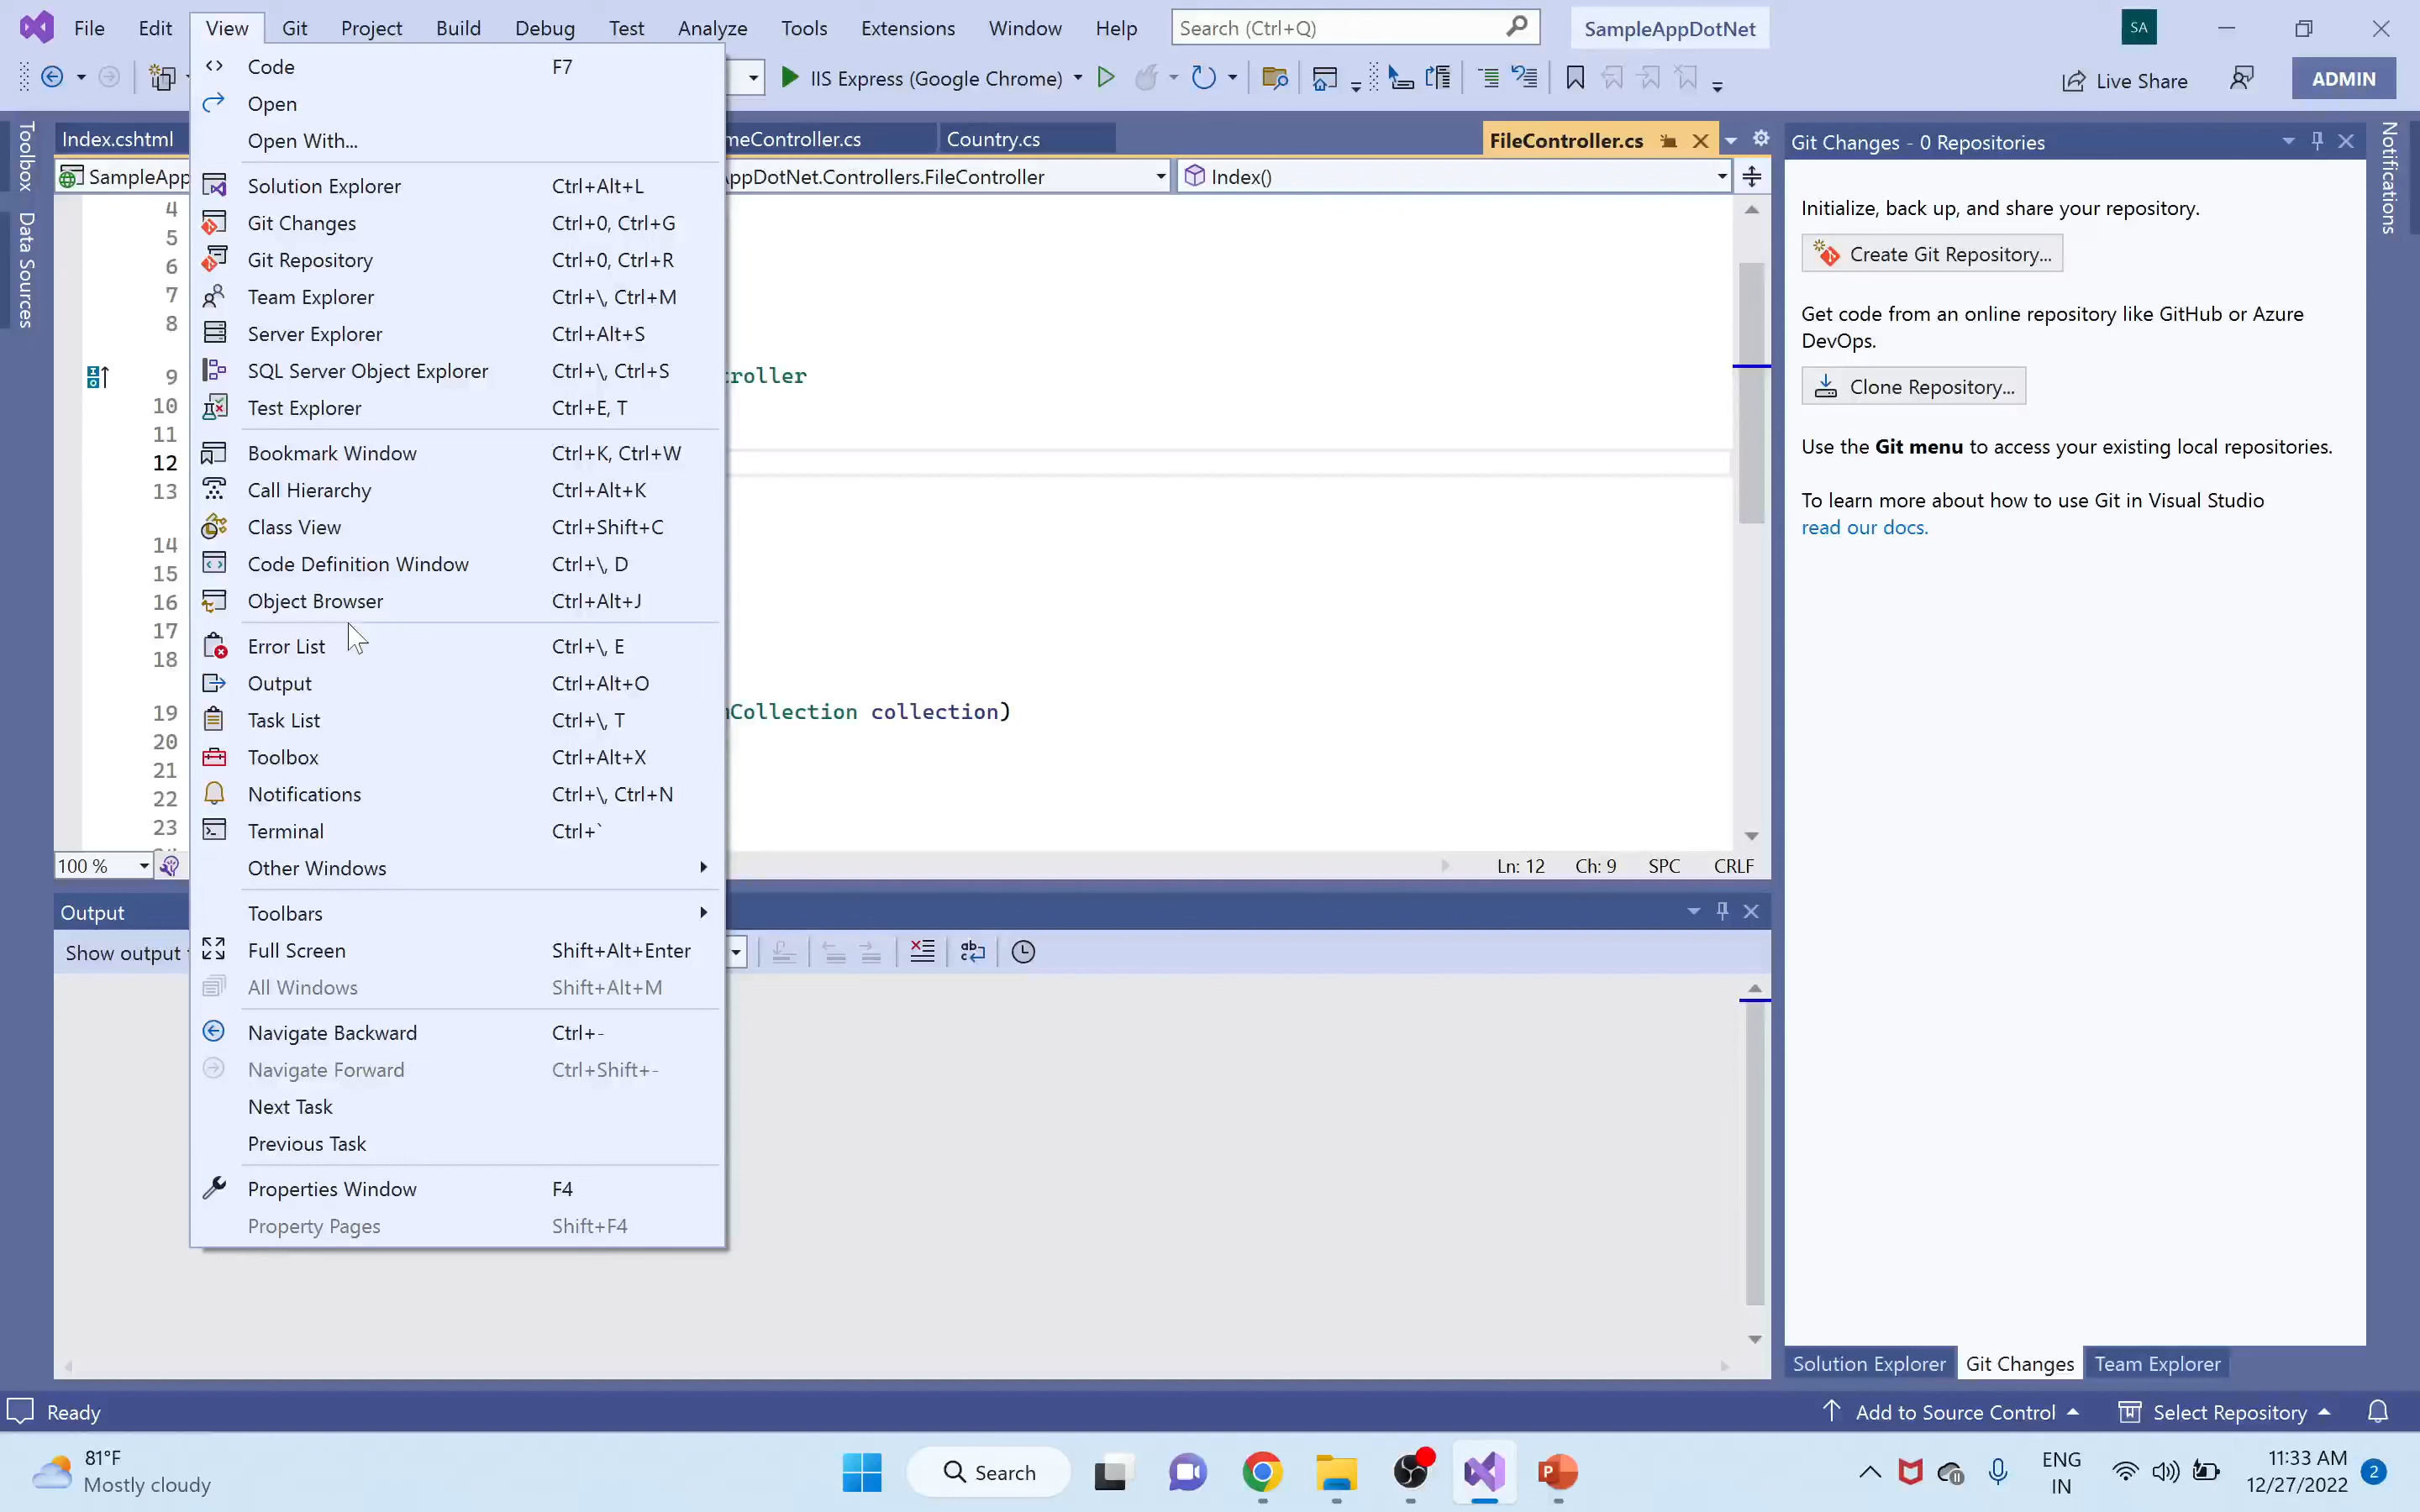 File Edit View Git Project Build Debug Test Analyze Tools Extensions Window Help Search (Ctrl+Q) SampleAppDotNet SA
IIS Express (Google Chrome) Live Share ADMIN
Code F7
Open
Open With...
Solution Explorer Ctrl+Alt+L
Git Changes Ctrl+0, Ctrl+G
Git Repository Ctrl+0, Ctrl+R
Team Explorer Ctrl+\, Ctrl+M
Server Explorer Ctrl+Alt+S
SQL Server Object Explorer Ctrl+\, Ctrl+S
Test Explorer Ctrl+E, T
Bookmark Window Ctrl+K, Ctrl+W
Call Hierarchy Ctrl+Alt+K
Class View Ctrl+Shift+C
Code Definition Window Ctrl+\, D
Object Browser Ctrl+Alt+J
Error List Ctrl+\, E
Output Ctrl+Alt+O
Task List Ctrl+\, T
Toolbox Ctrl+Alt+X
Notifications Ctrl+\, Ctrl+N
Terminal Ctrl+`
Other Windows
Toolbars
Full Screen Shift+Alt+Enter
All Windows Shift+Alt+M
Navigate Backward Ctrl+-
Navigate Forward Ctrl+Shift+-
Next Task
Previous Task
Properties Window F4
Property Pages Shift+F4
Toolbox
Data Sources
Index.cshtml meController.cs Country.cs FileController.cs
SampleApp ppDotNet.Controllers.FileController Index()
4
5
6
7
8
9 troller
10
11
12
13
14
15
16
17
18
19 Collection collection)
20
21
22
23
100 % Ln: 12 Ch: 9 SPC CRLF
Output
Show output
Git Changes - 0 Repositories
Initialize, back up, and share your repository.
Create Git Repository...
Get code from an online repository like GitHub or Azure
DevOps.
Clone Repository...
Use the Git menu to access your existing local repositories.
To learn more about how to use Git in Visual Studio
read our docs.
Notifications
Solution Explorer Git Changes Team Explorer
Ready Add to Source Control Select Repository
81°F
Mostly cloudy
Search
ENG
IN
11:33 AM
12/27/2022
2